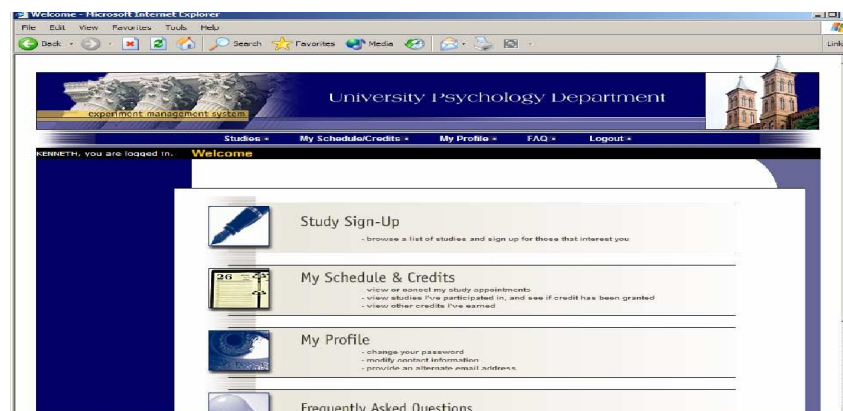 Welcome - Microsoft Internet Explorer
File Edit View Favorites Tools Help
Back Search Favorites Media
Link
University Psychology Department
experiment management system
Studies My Schedule/Credits My Profile FAQ Logout
KENNETH, you are logged in. Welcome
Study Sign-Up
- browse a list of studies and sign up for those that interest you
26
My Schedule & Credits
- view or cancel my study appointments
- view studies I've participated in, and see if credit has been granted
- view other credits I've earned
My Profile
- change your password
- modify contact information
- provide an alternate email address
Frequently Asked Questions